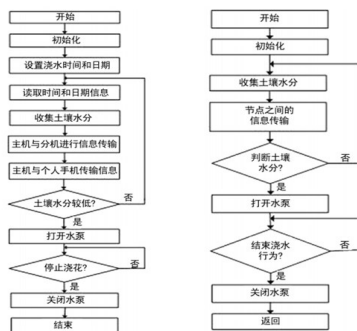 开始
初始化
设置浇水时间和日期
读取时间和日期信息
收集土壤水分
主机与分机进行信息传输
主机与个人手机传输信息
土壤水分较低?
否
是
打开水泵
停止浇花?
否
是
关闭水泵
结束
开始
初始化
收集土壤水分
节点之间的
信息传输
判断土壤
水分?
否
是
打开水泵
结束浇水
行为?
否
是
关闭水泵
返回